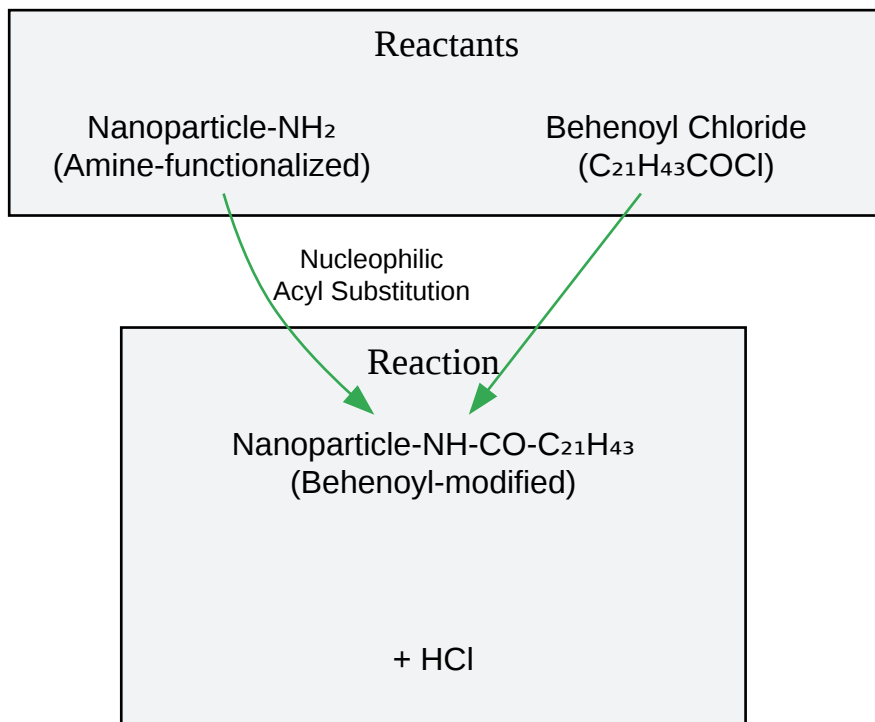 Reactants
Nanoparticle-NH₂
(Amine-functionalized)
Behenoyl Chloride
(C₂₁H₄₃COCl)
Nucleophilic
Acyl Substitution
Reaction
Nanoparticle-NH-CO-C₂₁H₄₃
(Behenoyl-modified)
+ HCl